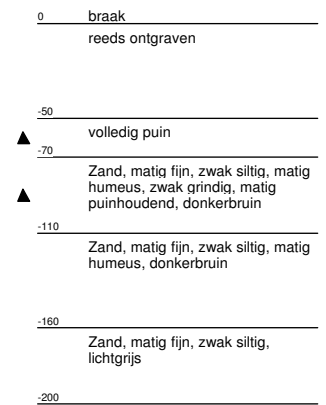 0 braak
reeds ontgraven
-50
volledig puin
-70
Zand, matig fijn, zwak siltig, matig
humeus, zwak grindig, matig
puinhoudend, donkerbruin
-110
Zand, matig fijn, zwak siltig, matig
humeus, donkerbruin
-160
Zand, matig fijn, zwak siltig,
lichtgrijs
-200